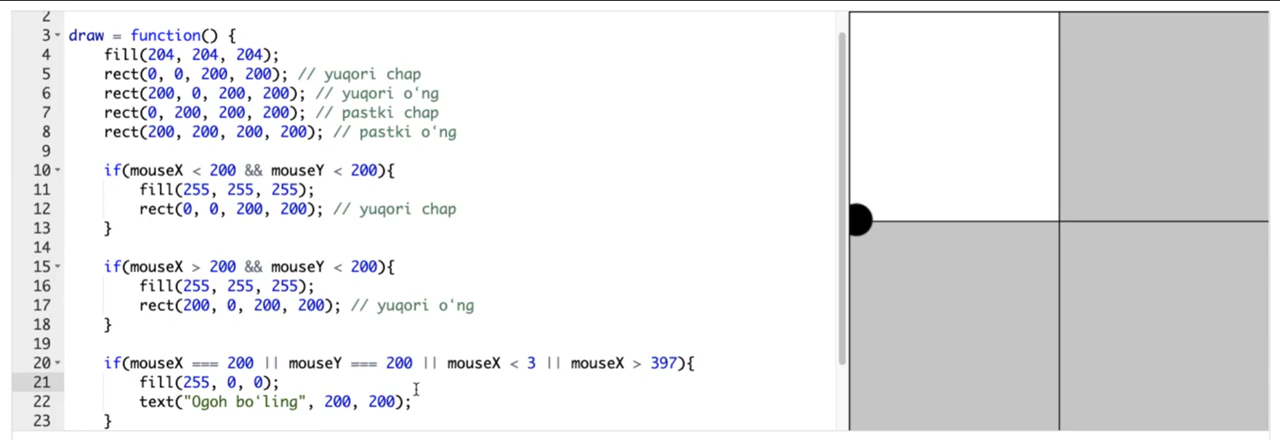 2
3 draw = function() {
4 fill(204, 204, 204);
5 rect(0, 0, 200, 200); // yuqori chap
6 rect(200, 0, 200, 200); // yuqori oʻng
7 rect(0, 200, 200, 200); // pastki chap
8 rect(200, 200, 200, 200); // pastki oʻng
9
10 if(mouseX < 200 && mouseY < 200){
11 fill(255, 255, 255);
12 rect(0, 0, 200, 200); // yuqori chap
13 }
14
15 if(mouseX > 200 && mouseY < 200){
16 fill(255, 255, 255);
17 rect(200, 0, 200, 200); // yuqori oʻng
18 }
19
20 if(mouseX === 200 || mouseY === 200 || mouseX < 3 || mouseX > 397){
21 fill(255, 0, 0);
22 text("Ogoh boʻling", 200, 200);
23 }